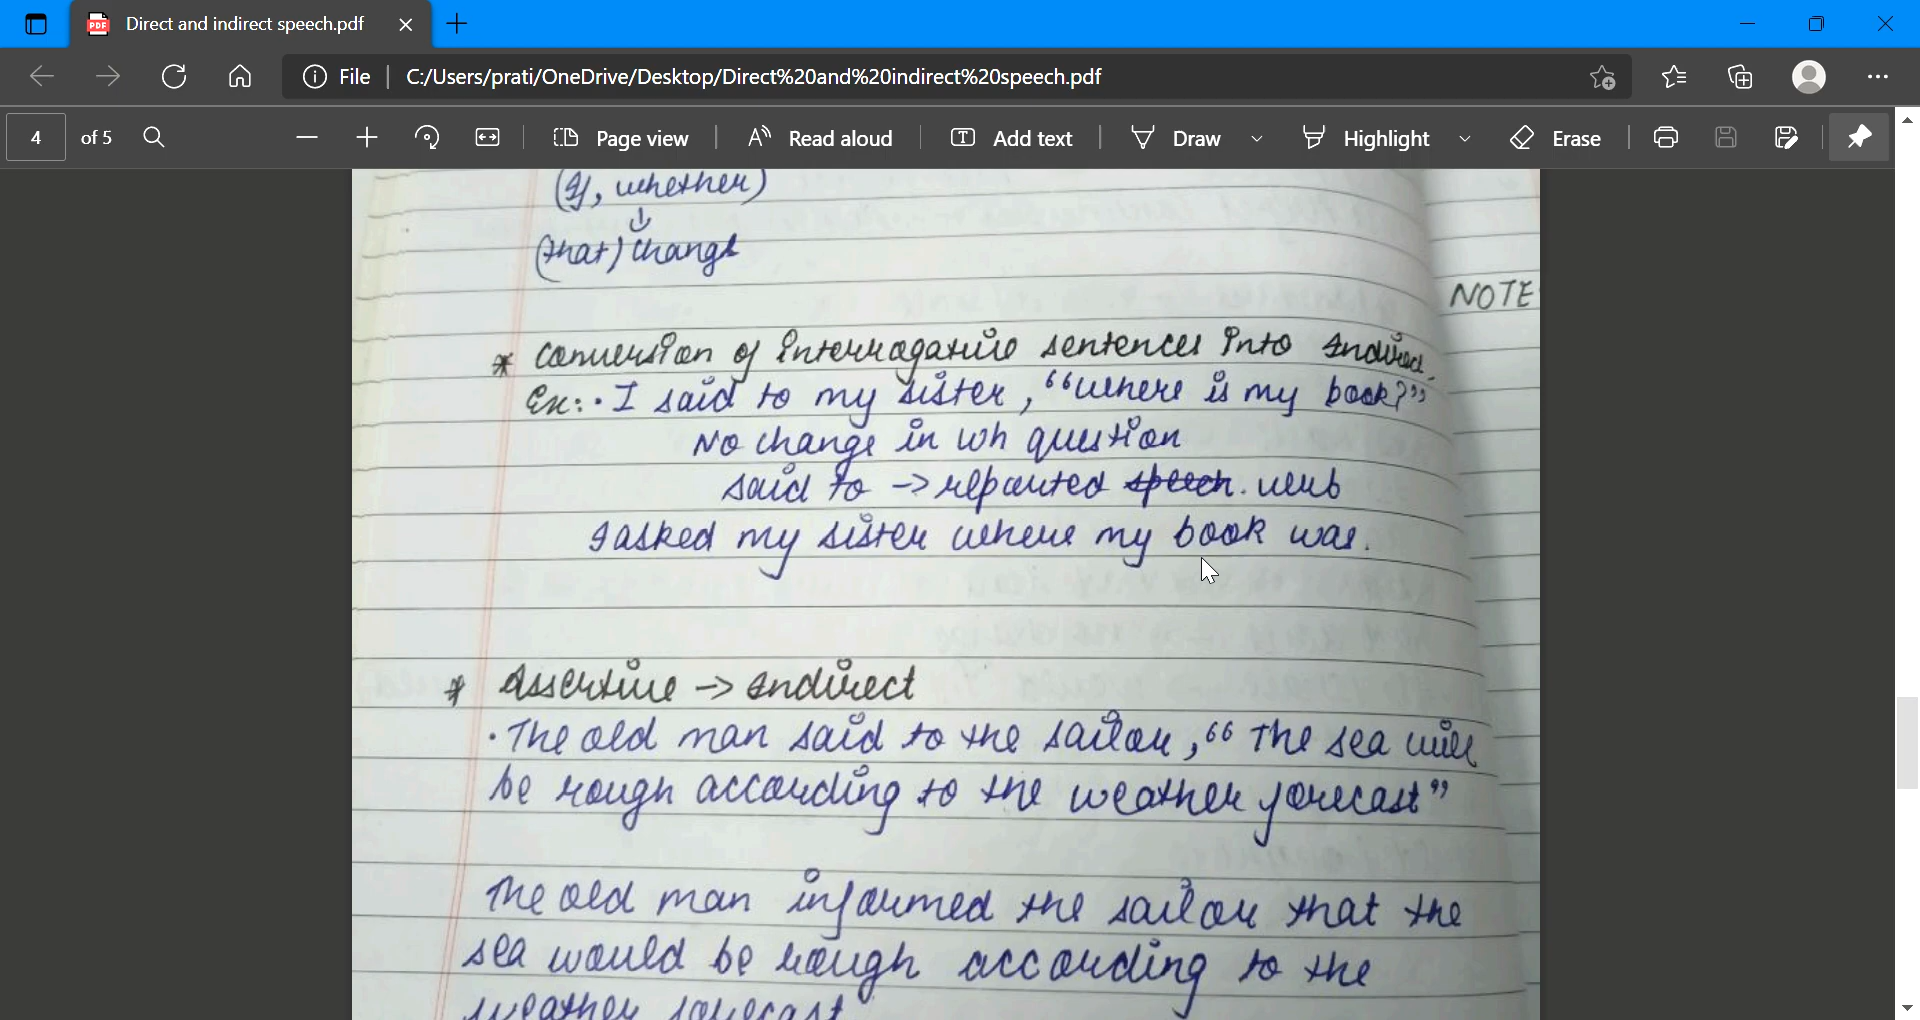 Direct and indirect speech.pdf
File
C:/Users/prati/OneDrive/Desktop/Direct%20and%20indirect%20speech.pdf
4 of 5
Page view
Read aloud
Add text
Draw
Highlight
Erase
(If, whether)
(that) change
NOTE
* Conversion of Interrogative sentences Into Indirect.
Ex:· I said to my sister, "where is my book?"
No change in wh question
said to -> reported speech. verb
I asked my sister where my book was.
* Assertive -> Indirect
·The old man said to the sailor, "The sea will
be rough according to the weather forecast"
The old man informed the sailor that the
sea would be rough according to the
weather forecast